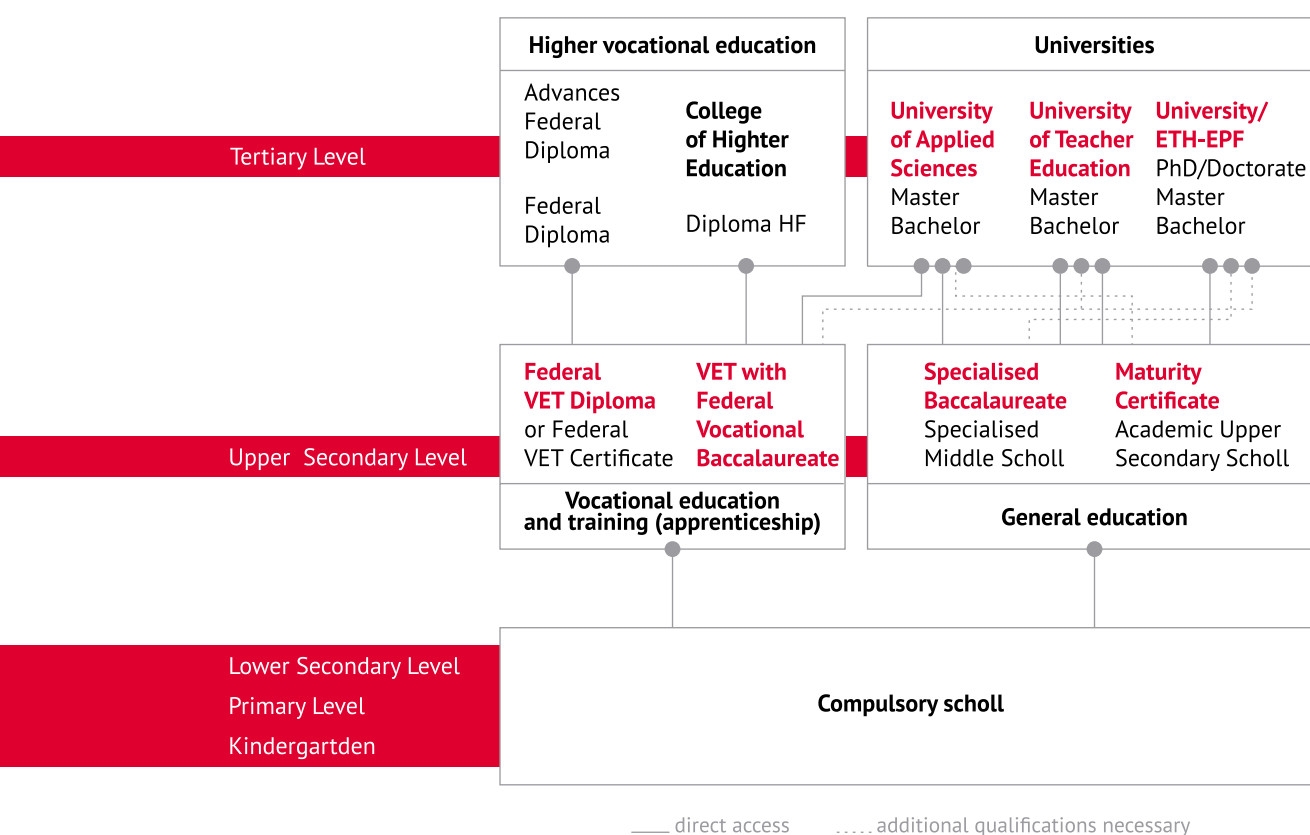 Higher vocational education
Universities
Tertiary Level
Advances
Federal
Diploma
Federal
Diploma
College
of Highter
Education
Diploma HF
University
of Applied
Sciences
Master
Bachelor
University
of Teacher
Education
Master
Bachelor
University/
ETH-EPF
PhD/Doctorate
Master
Bachelor
Upper Secondary Level
Federal
VET Diploma
or Federal
VET Certificate
VET with
Federal
Vocational
Baccalaureate
Specialised
Baccalaureate
Specialised
Middle Scholl
Maturity
Certificate
Academic Upper
Secondary Scholl
Vocational education
and training (apprenticeship)
General education
Lower Secondary Level
Primary Level
Kindergartden
Compulsory scholl
direct access
additional qualifications necessary